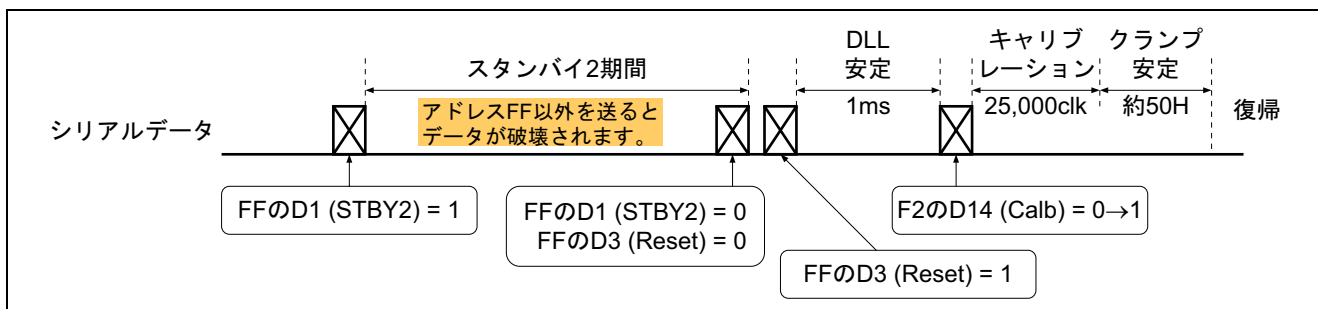 DLL
安定
キャリブ
レーション
クランプ
安定
スタンバイ2期間
1ms
25,000clk
約50H
復帰
シリアルデータ
アドレスFF以外を送ると
データが破壊されます。
FFのD1 (STBY2) = 1
FFのD1 (STBY2) = 0
FFのD3 (Reset) = 0
F2のD14 (Calb) = 0→1
FFのD3 (Reset) = 1